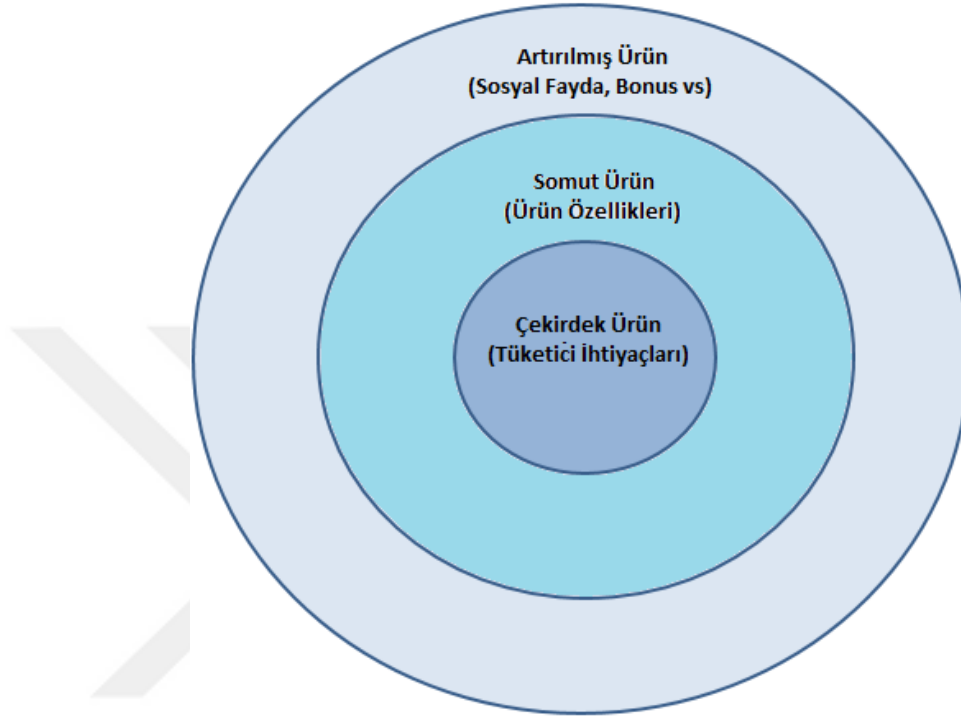 Artırılmış Ürün
(Sosyal Fayda, Bonus vs)
Somut Ürün
(Ürün Özellikleri)
Çekirdek Ürün
(Tüketici İhtiyaçları)